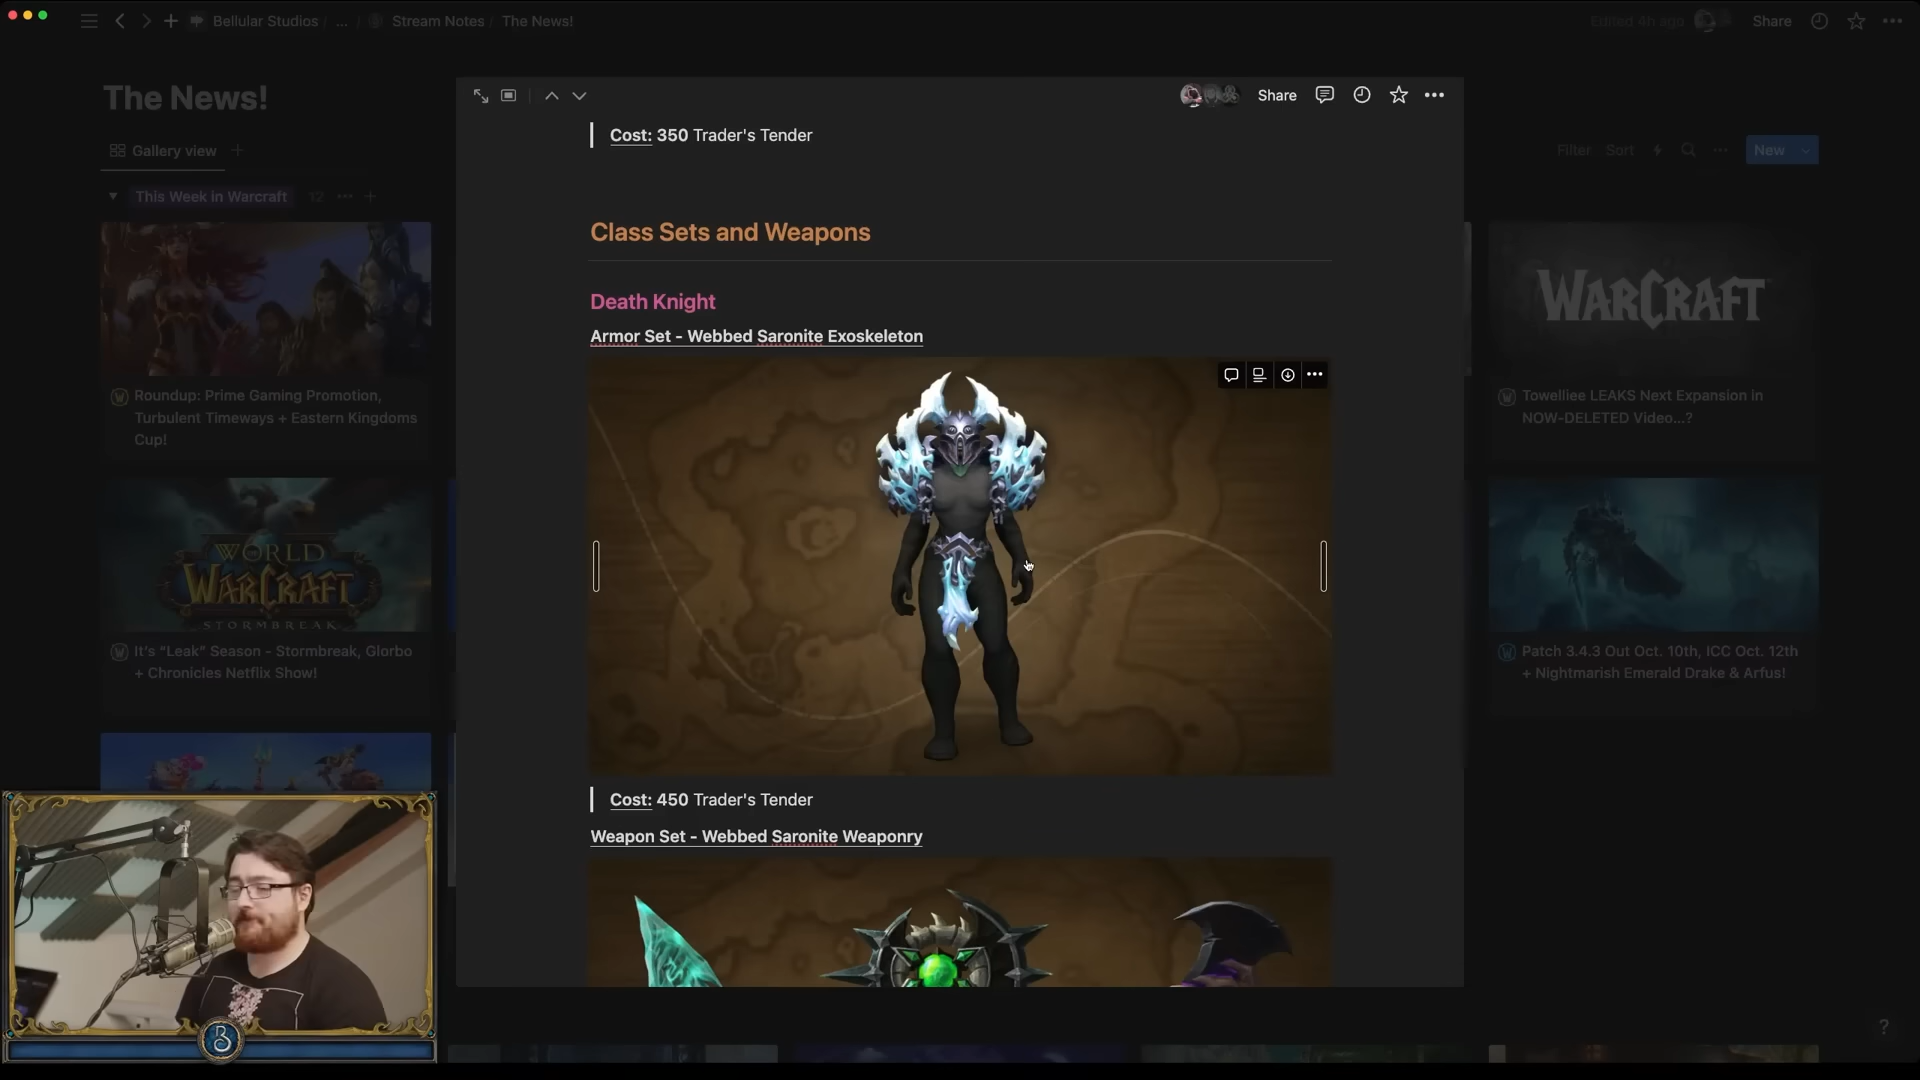 Bellular Studios / ... / Stream Notes / The News!
Edited 4h ago
Share
The News!
Gallery view
Filter
Sort
New
This Week in Warcraft 12
Roundup: Prime Gaming Promotion,
Turbulent Timeways + Eastern Kingdoms
Cup!
WORLD
WARCRAFT
STORMBREAK
It's “Leak” Season - Stormbreak, Glorbo
+ Chronicles Netflix Show!
Share
Cost: 350 Trader's Tender
Class Sets and Weapons
Death Knight
Armor Set - Webbed Saronite Exoskeleton
Cost: 450 Trader's Tender
Weapon Set - Webbed Saronite Weaponry
WARCRAFT
Towelliee LEAKS Next Expansion in
NOW-DELETED Video...?
Patch 3.4.3 Out Oct. 10th, ICC Oct. 12th
+ Nightmarish Emerald Drake & Arfus!
B
?